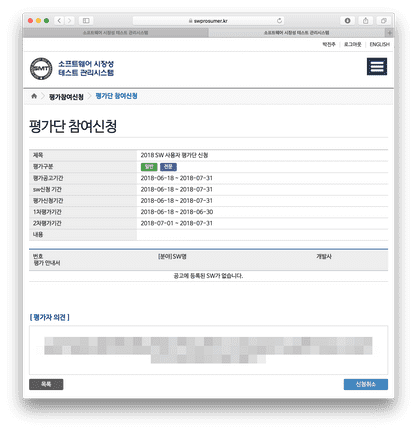 swprosumer.kr
소프트웨어 시장성 테스트 관리시스템
소프트웨어 시장성 테스트 관리시스템
박찬주 로그아웃 ENGLISH
SMT
소프트웨어 시장성
테스트 관리시스템
평가참여신청 평가단 참여신청
평가단 참여신청
제목 2018 SW 사용자 평가단 신청
평가구분 일반 전문
평가공고기간 2018-06-18 ~ 2018-07-31
sw신청 기간 2018-06-18 ~ 2018-07-31
평가신청기간 2018-06-18 ~ 2018-07-31
1차평가기간 2018-06-18 ~ 2018-06-30
2차평가기간 2018-07-01 ~ 2018-07-31
내용
번호 [분야] SW명 개발사
평가 안내서
공고에 등록된 SW가 없습니다.
[ 평가자 의견 ]
목록 신청취소